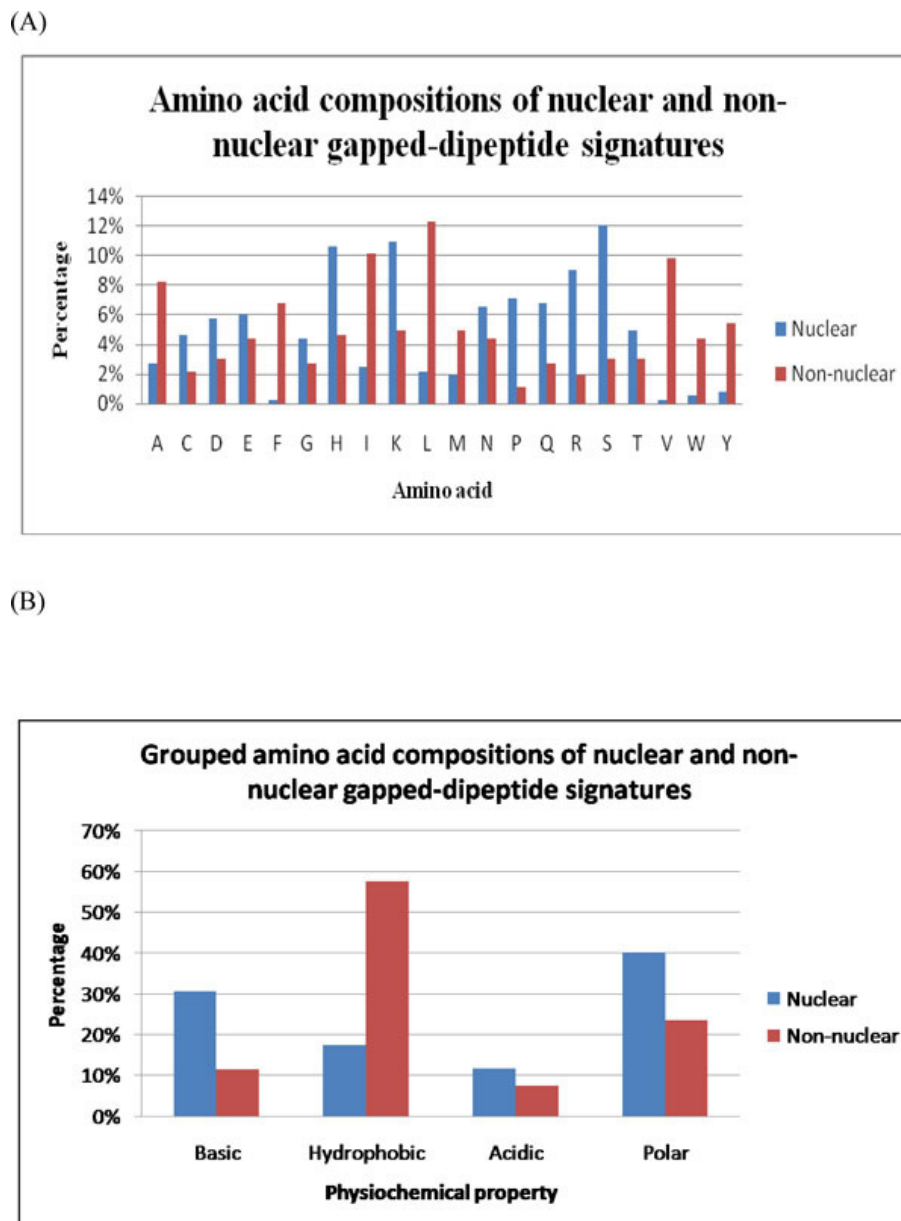 (A)
Amino acid compositions of nuclear and non-
nuclear gapped-dipeptide signatures
Percentage
14%
12%
10%
8%
6%
4%
2%
0%
A C D E F G H I K L M N P Q R S T V W Y
Amino acid
Nuclear
Non-nuclear
(B)
Grouped amino acid compositions of nuclear and non-
nuclear gapped-dipeptide signatures
Percentage
70%
60%
50%
40%
30%
20%
10%
0%
Basic Hydrophobic Acidic Polar
Physiochemical property
Nuclear
Non-nuclear